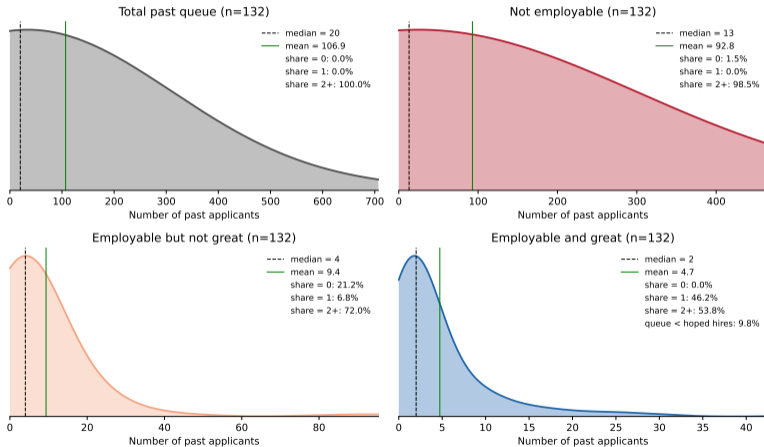 Total past queue (n=132)
median = 20
mean = 106.9
share = 0: 0.0%
share = 1: 0.0%
share = 2+: 100.0%
0 100 200 300 400 500 600 700
Number of past applicants
Not employable (n=132)
median = 13
mean = 92.8
share = 0: 1.5%
share = 1: 0.0%
share = 2+: 98.5%
0 100 200 300 400
Number of past applicants
Employable but not great (n=132)
median = 4
mean = 9.4
share = 0: 21.2%
share = 1: 6.8%
share = 2+: 72.0%
0 20 40 60 80
Number of past applicants
Employable and great (n=132)
median = 2
mean = 4.7
share = 0: 0.0%
share = 1: 46.2%
share = 2+: 53.8%
queue < hoped hires: 9.8%
0 5 10 15 20 25 30 35 40
Number of past applicants